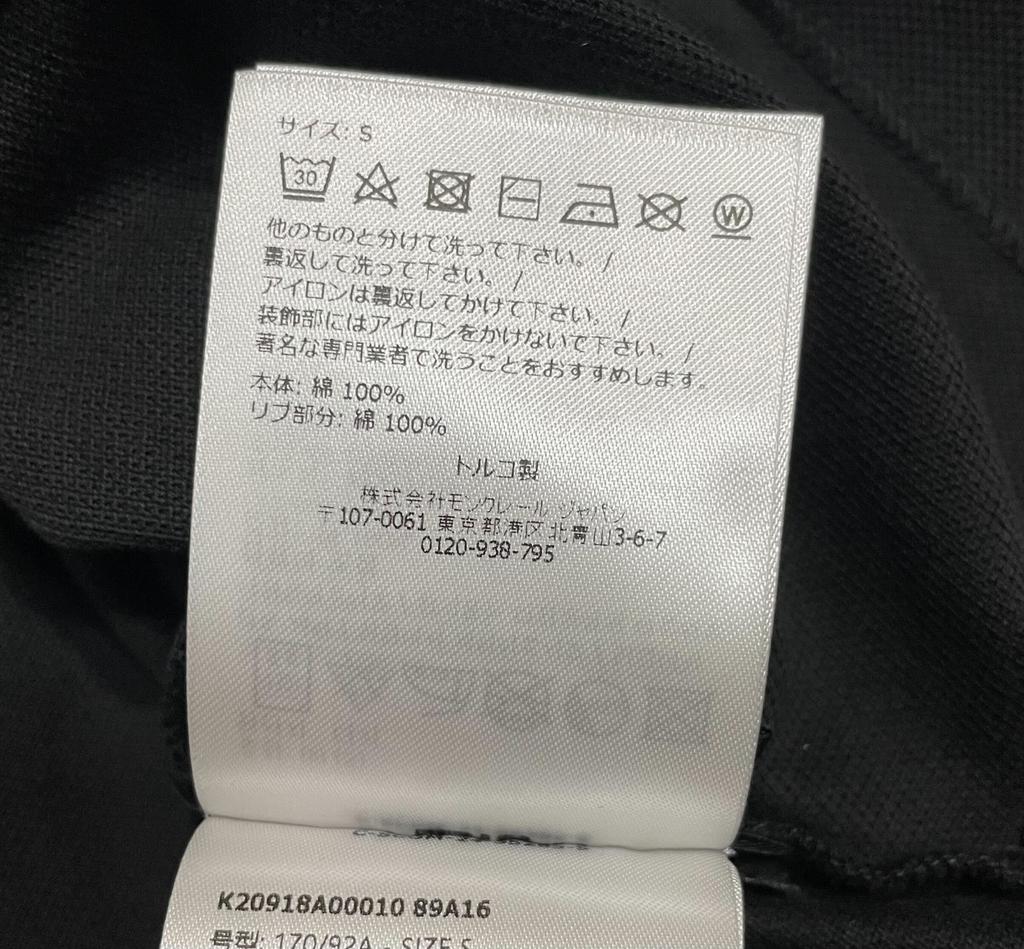 サイズ: S
30
W
他のものと分けて洗って下さい。 /
裏返して洗って下さい。 /
アイロンは裏返してかけて下さい。 /
装飾部にはアイロンをかけないで下さい。 /
著名な専門業者で洗うことをおすすめします。
本体: 綿 100%
リブ部分: 綿 100%
トルコ製
株式会社モンクレール ジャパン
〒107-0061 東京都港区北青山3-6-7
0120-938-795
K20918A00010 89A16
号型: 170/92A - SIZE S